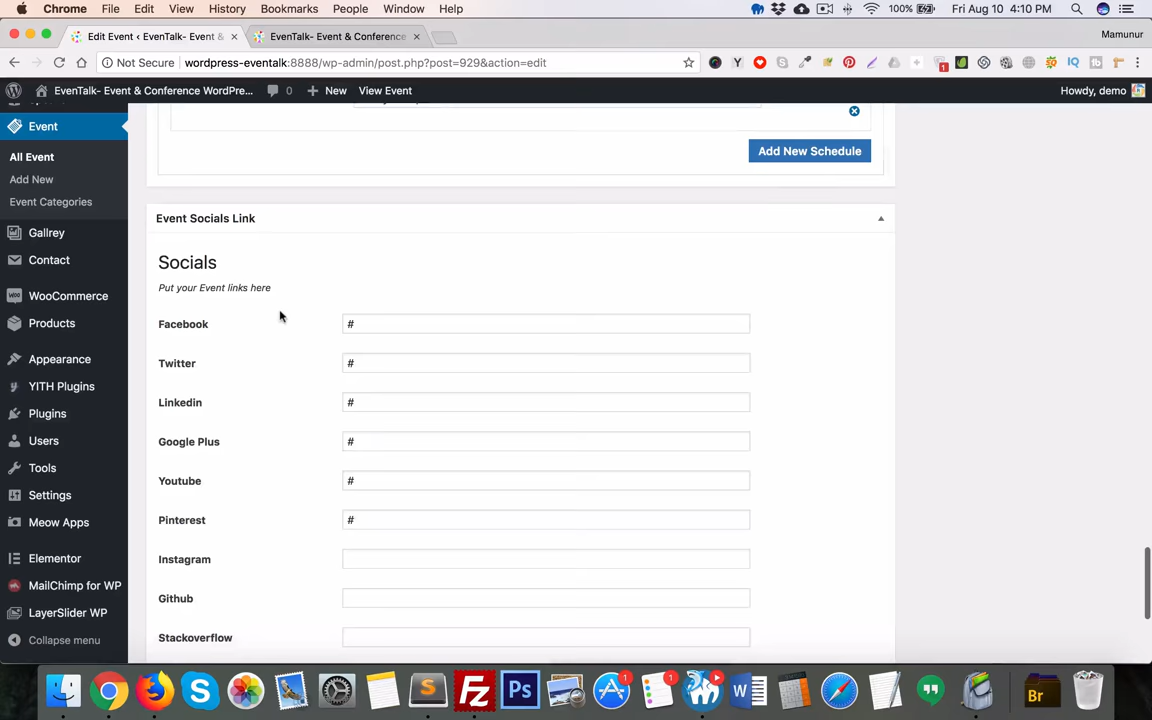 Chrome File Edit View History Bookmarks People Window Help 100% Fri Aug 10 4:10 PM
Edit Event ‹ EvenTalk- Event & EvenTalk- Event & Conference Mamunur
Not Secure wordpress-eventalk:8888/wp-admin/post.php?post=929&action=edit
EvenTalk- Event & Conference WordPre... 0 New View Event Howdy, demo
Event
All Event
Add New
Event Categories
Gallrey
Contact
WooCommerce
Products
Appearance
YITH Plugins
Plugins
Users
Tools
Settings
Meow Apps
Elementor
MailChimp for WP
LayerSlider WP
Collapse menu
Add New Schedule
Event Socials Link
Socials
Put your Event links here
Facebook #
Twitter #
Linkedin #
Google Plus #
Youtube #
Pinterest #
Instagram
Github
Stackoverflow